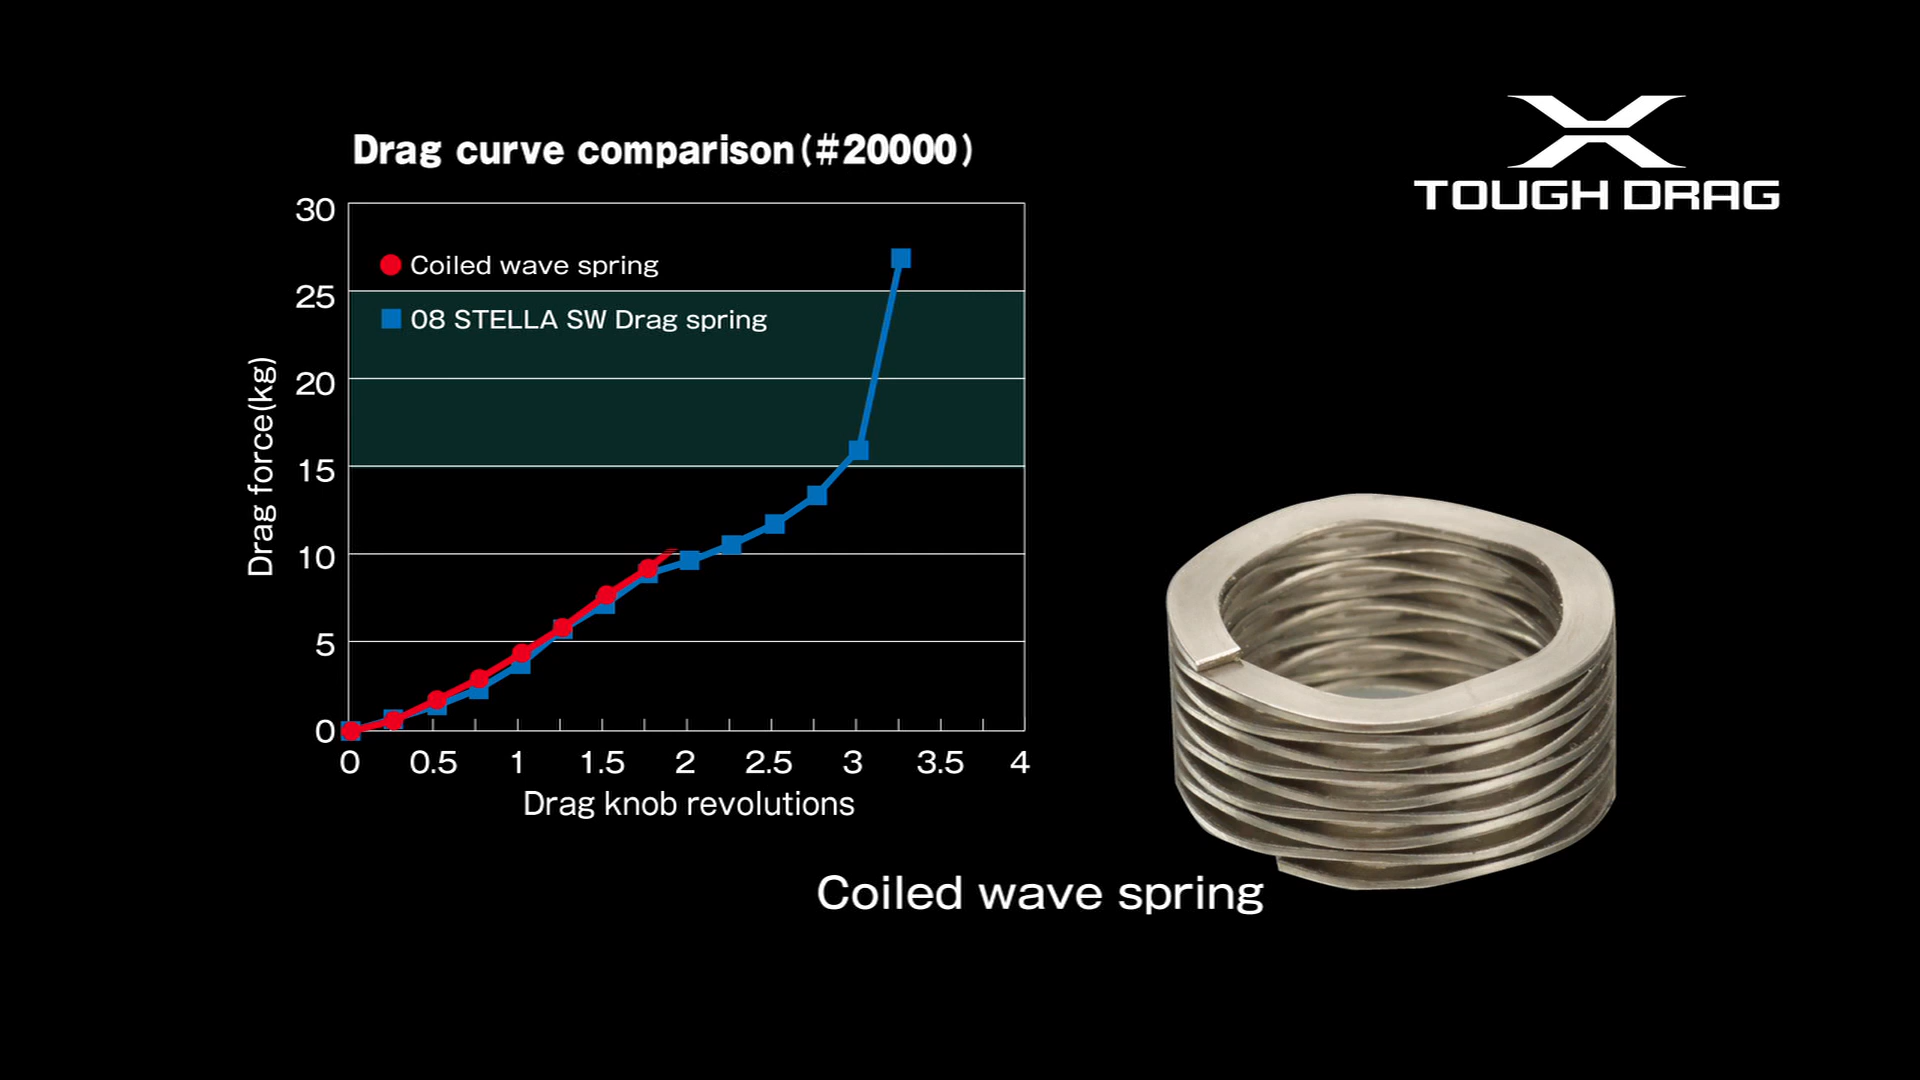 Drag curve comparison(#20000)
X
TOUGH DRAG
30
25
20
15
10
5
0
Coiled wave spring
08 STELLA SW Drag spring
Drag force(kg)
0 0.5 1 1.5 2 2.5 3 3.5 4
Drag knob revolutions
Coiled wave spring